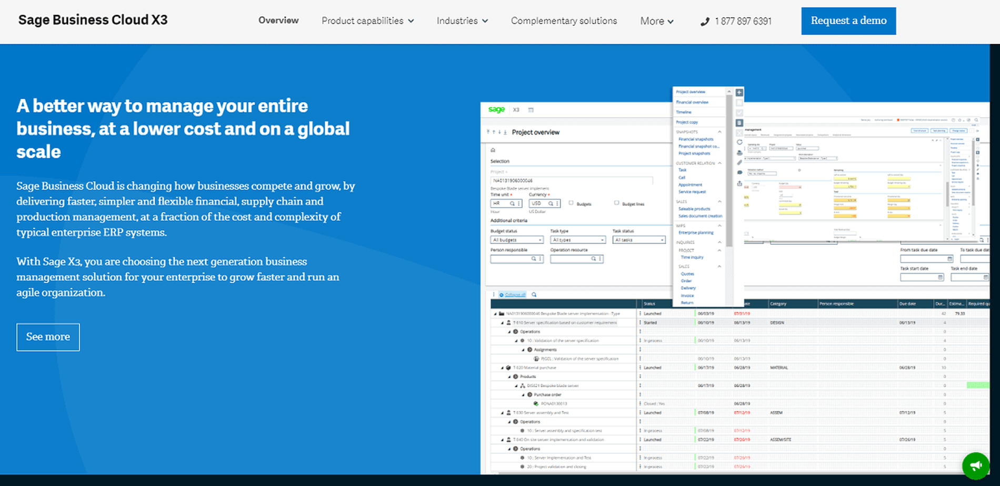 Sage Business Cloud X3
Overview
Product capabilities
Industries
Complementary solutions
More
1 877 897 6391
Request a demo
A better way to manage your entire
business, at a lower cost and on a global
scale
Sage Business Cloud is changing how businesses compete and grow, by
delivering faster, simpler and flexible financial, supply chain and
production management, at a fraction of the cost and complexity of
typical enterprise ERP systems.
With Sage X3, you are choosing the next generation business
management solution for your enterprise to grow faster and run an
agile organization.
See more
sage X3
Project overview
Selection
Project
NA0131906000046
Bespoke Blade server implement
Time unit * Currency *
HR USD Budgets Budget lines
Hour US Dollar
Additional criteria
Budget status Task type Task status
All budgets All types All tasks
Person responsible Operation resource
Project overview
Financial overview
Timeline
Project copy
SNAPSHOTS
Financial snapshots
Financial snapshot co...
Project snapshots
CUSTOMER RELATION
Task
Call
Appointment
Service request
SALES
Saleable products
Sales document creation
WIPS
Enterprise planning
INQUIRIES
PROJECT
Time inquiry
SALES
Quotes
Order
Delivery
Invoice
Return
management
From task due date To task due da
Task start date Task end date
Collapse all
Status Category Person responsible Due date Dur... Estima... Required qu
NA0131906000046 Bespoke Blade server implementation - Type Launched 06/03/19 07/31/19 42 79.33
T-610 Server specification based on customer requirement Started 06/10/19 06/13/19 DESIGN 06/13/19 4
Operations 0
10 : Validation of the server specification In process 06/10/19 06/13/19 4
Assignments 0
Validation of the server specification 06/10/19 06/13/19 0
T-620 Material purchase Launched 06/17/19 06/28/19 MATERIAL 06/28/19 10
Products 0
DIS621 Bespoke blade server 06/17/19 06/28/19 0
Purchase order 0
PONA0130013 Closed : Yes 06/28/19 0
T-630 Server assembly and Test Launched 07/08/19 07/12/19 ASSEM 07/12/19 5
Operations 0
10 : Server assembly and specification test In process 07/08/19 07/12/19 5
T-640 On site server implementation and validation Launched 07/22/19 07/26/19 ASSEM/SITE 07/26/19 5
Operations 0
10 : Server Implementation and Test In process 07/22/19 07/26/19 5
20 : Project validation and closing In process 07/22/19 07/26/19 5